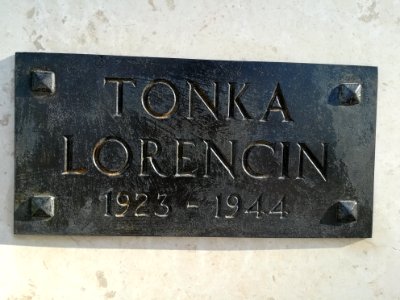 TONKA
LORENCIN
1923 - 1944